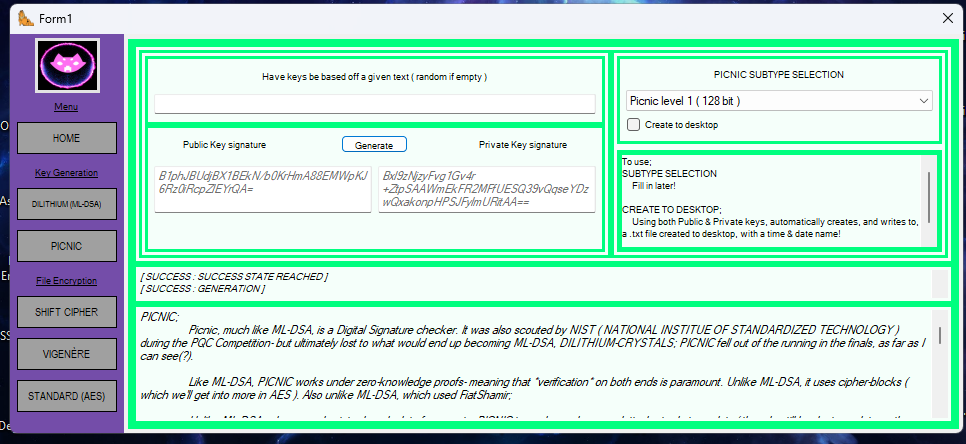 Form1
Menu
HOME
Key Generation
DILITHIUM (ML-DSA)
PICNIC
File Encryption
SHIFT CIPHER
VIGENÈRE
STANDARD (AES)
Have keys be based off a given text ( random if empty )
Public Key signature
Generate
Private Key signature
PICNIC SUBTYPE SELECTION
Picnic level 1 ( 128 bit )
Create to desktop
To use;
SUBTYPE SELECTION
Fill in later!
CREATE TO DESKTOP;
Using both Public & Private keys, automatically creates, and writes to,
a .txt file created to desktop, with a time & date name!
[ SUCCESS : SUCCESS STATE REACHED ]
[ SUCCESS : GENERATION ]
PICNIC;
Picnic, much like ML-DSA, is a Digital Signature checker. It was also scouted by NIST ( NATIONAL INSTITUE OF STANDARDIZED TECHNOLOGY )
during the PQC Competition- but ultimately lost to what would end up becoming ML-DSA, DILITHIUM-CRYSTALS; PICNIC fell out of the running in the finals, as far as I
can see(?).
Like ML-DSA, PICNIC works under zero-knowledge proofs- meaning that "verification" on both ends is paramount. Unlike ML-DSA, it uses cipher-blocks (
which we'll get into more in AES ). Also unlike ML-DSA, which used FiatShamir;